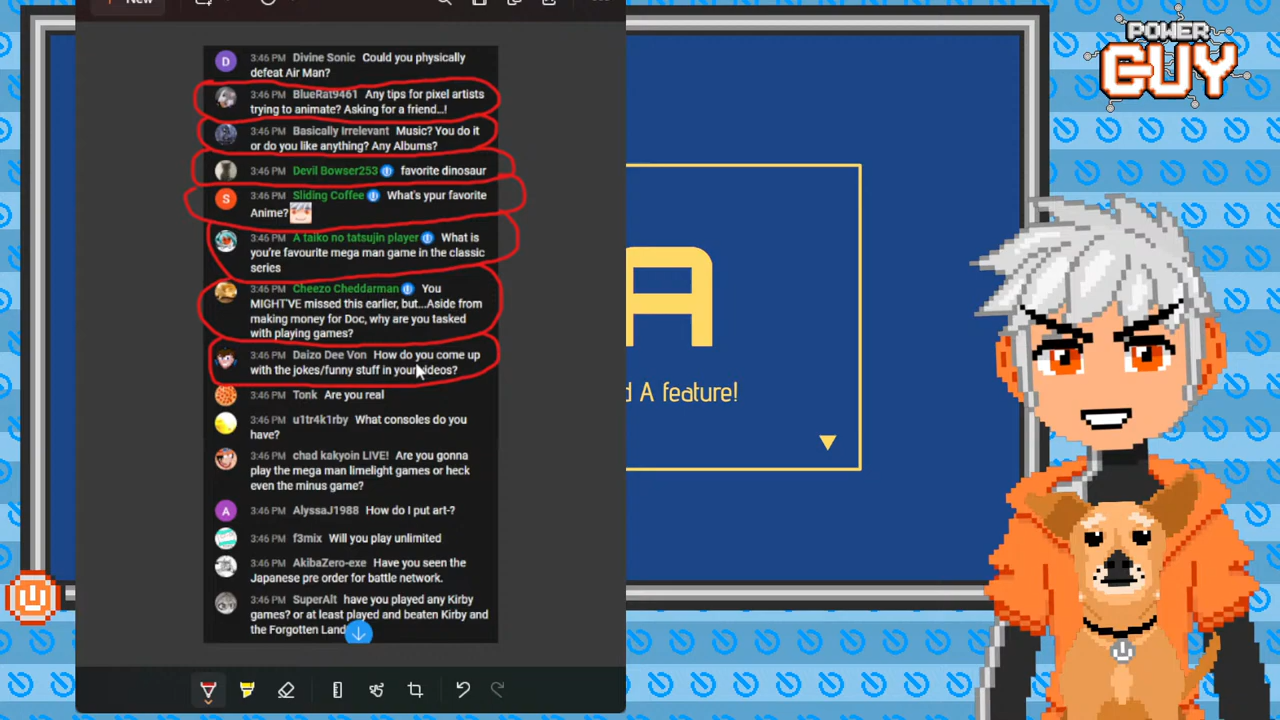 New
POWER
GUY
3:46 PM Divine Sonic Could you physically
defeat Air Man?
3:46 PM BlueRat9461 Any tips for pixel artists
trying to animate? Asking for a friend...!
3:46 PM Basically Irrelevant Music? You do it
or do you like anything? Any Albums?
3:46 PM Devil Bowser253 favorite dinosaur
3:46 PM Sliding Coffee What's ypur favorite
Anime?
3:46 PM A taiko no tatsujin player What is
you're favourite mega man game in the classic
series
3:46 PM Cheezo Cheddarman You
MIGHT'VE missed this earlier, but...Aside from
making money for Doc, why are you tasked
with playing games?
3:46 PM Daizo Dee Von How do you come up
with the jokes/funny stuff in your videos?
3:46 PM Tonk Are you real
3:46 PM u1tr4k1rby What consoles do you
have?
3:46 PM chad kakyoin LIVE! Are you gonna
play the mega man limelight games or heck
even the minus game?
3:46 PM AlyssaJ1988 How do I put art-?
3:46 PM f3mix Will you play unlimited
3:46 PM AkibaZero-exe Have you seen the
Japanese pre order for battle network.
3:46 PM SuperAlt have you played any Kirby
games? or at least played and beaten Kirby and
the Forgotten Land
D
S
A
A
d A feature!